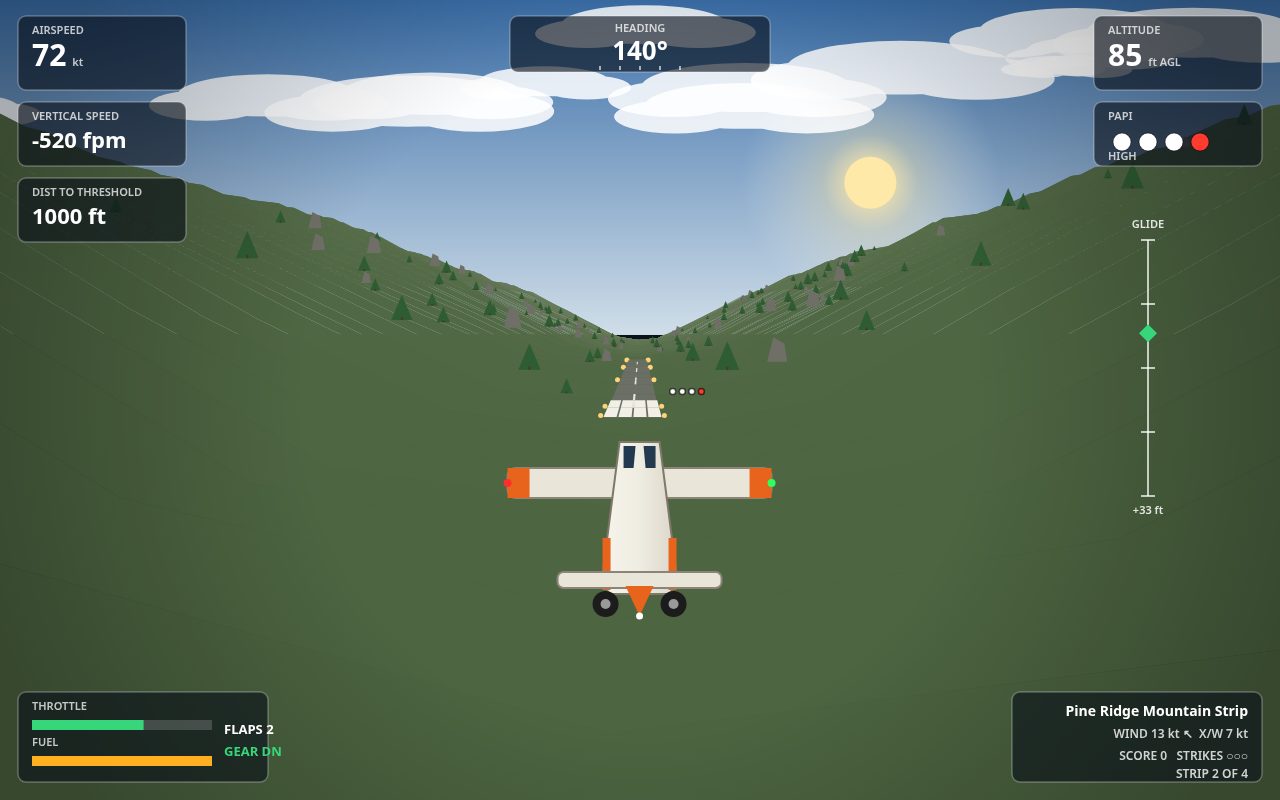 AIRSPEED
72 kt
VERTICAL SPEED
-520 fpm
DIST TO THRESHOLD
1000 ft
HEADING
140°
ALTITUDE
85 ft AGL
PAPI
HIGH
GLIDE
+33 ft
THROTTLE
FLAPS 2
FUEL
GEAR DN
Pine Ridge Mountain Strip
WIND 13 kt ↖ X/W 7 kt
SCORE 0 STRIKES ○○○
STRIP 2 OF 4